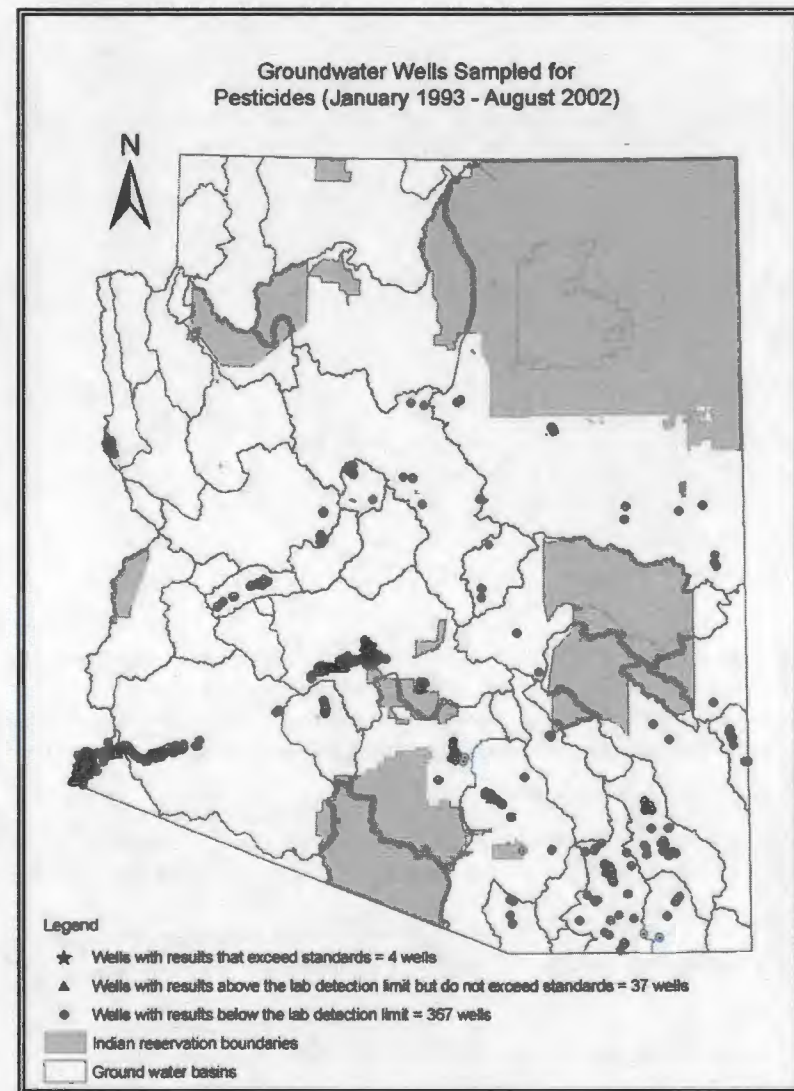 Groundwater Wells Sampled for
Pesticides (January 1993 - August 2002)
N
Legend
Wells with results that exceed standards = 4 wells
Wells with results above the lab detection limit but do not exceed standards = 37 wells
Wells with results below the lab detection limit = 367 wells
Indian reservation boundaries
Ground water basins